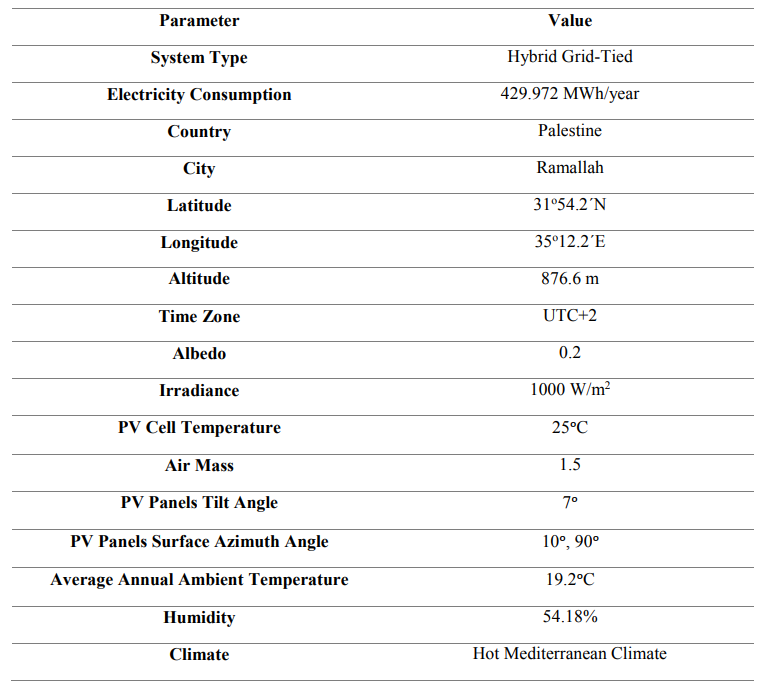 Parameter Value
System Type Hybrid Grid-Tied
Electricity Consumption 429.972 MWh/year
Country Palestine
City Ramallah
Latitude 31º54.2´N
Longitude 35º12.2´E
Altitude 876.6 m
Time Zone UTC+2
Albedo 0.2
Irradiance 1000 W/m²
PV Cell Temperature 25ºC
Air Mass 1.5
PV Panels Tilt Angle 7º
PV Panels Surface Azimuth Angle 10º, 90º
Average Annual Ambient Temperature 19.2ºC
Humidity 54.18%
Climate Hot Mediterranean Climate